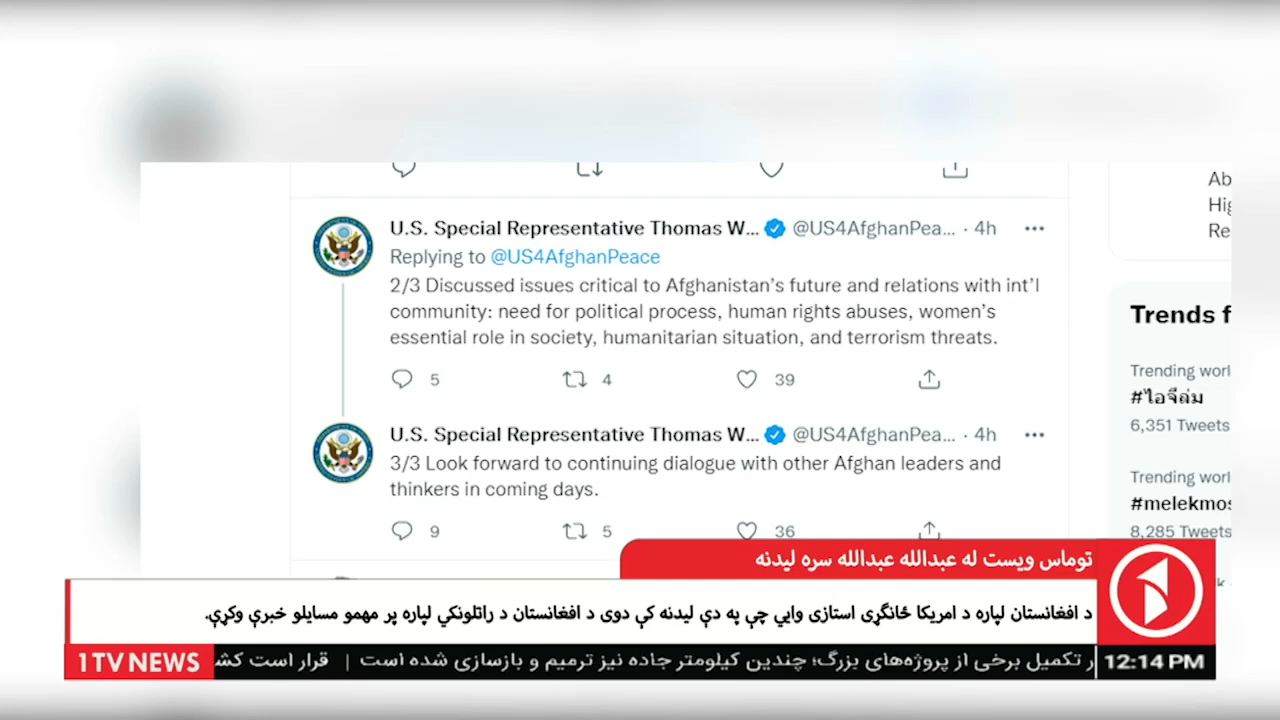 U.S. Special Representative Thomas W... @US4AfghanPea... · 4h
Replying to @US4AfghanPeace
2/3 Discussed issues critical to Afghanistan's future and relations with int'l
community: need for political process, human rights abuses, women's
essential role in society, humanitarian situation, and terrorism threats.
5 4 39
U.S. Special Representative Thomas W... @US4AfghanPea... · 4h
3/3 Look forward to continuing dialogue with other Afghan leaders and
thinkers in coming days.
9 5 36
Ab
Hig
Re
Trends f
Trending worl
#ไอจีล่ม
6,351 Tweets
Trending worl
#melekmos
8,285 Tweets
توماس ویست له عبدالله عبدالله سره لیدنه
د افغانستان لپاره د امریکا ځانګړی استازی وایي چې په دې لیدنه کې دوی د افغانستان د راتلونکي لپاره پر مهمو مسایلو خبرې وکړې.
1TV NEWS
ر تکمیل برخی از پروژه‌های بزرگ؛ چندین کیلومتر جاده نیز ترمیم و بازسازی شده است | قرار است کش
12:14 PM